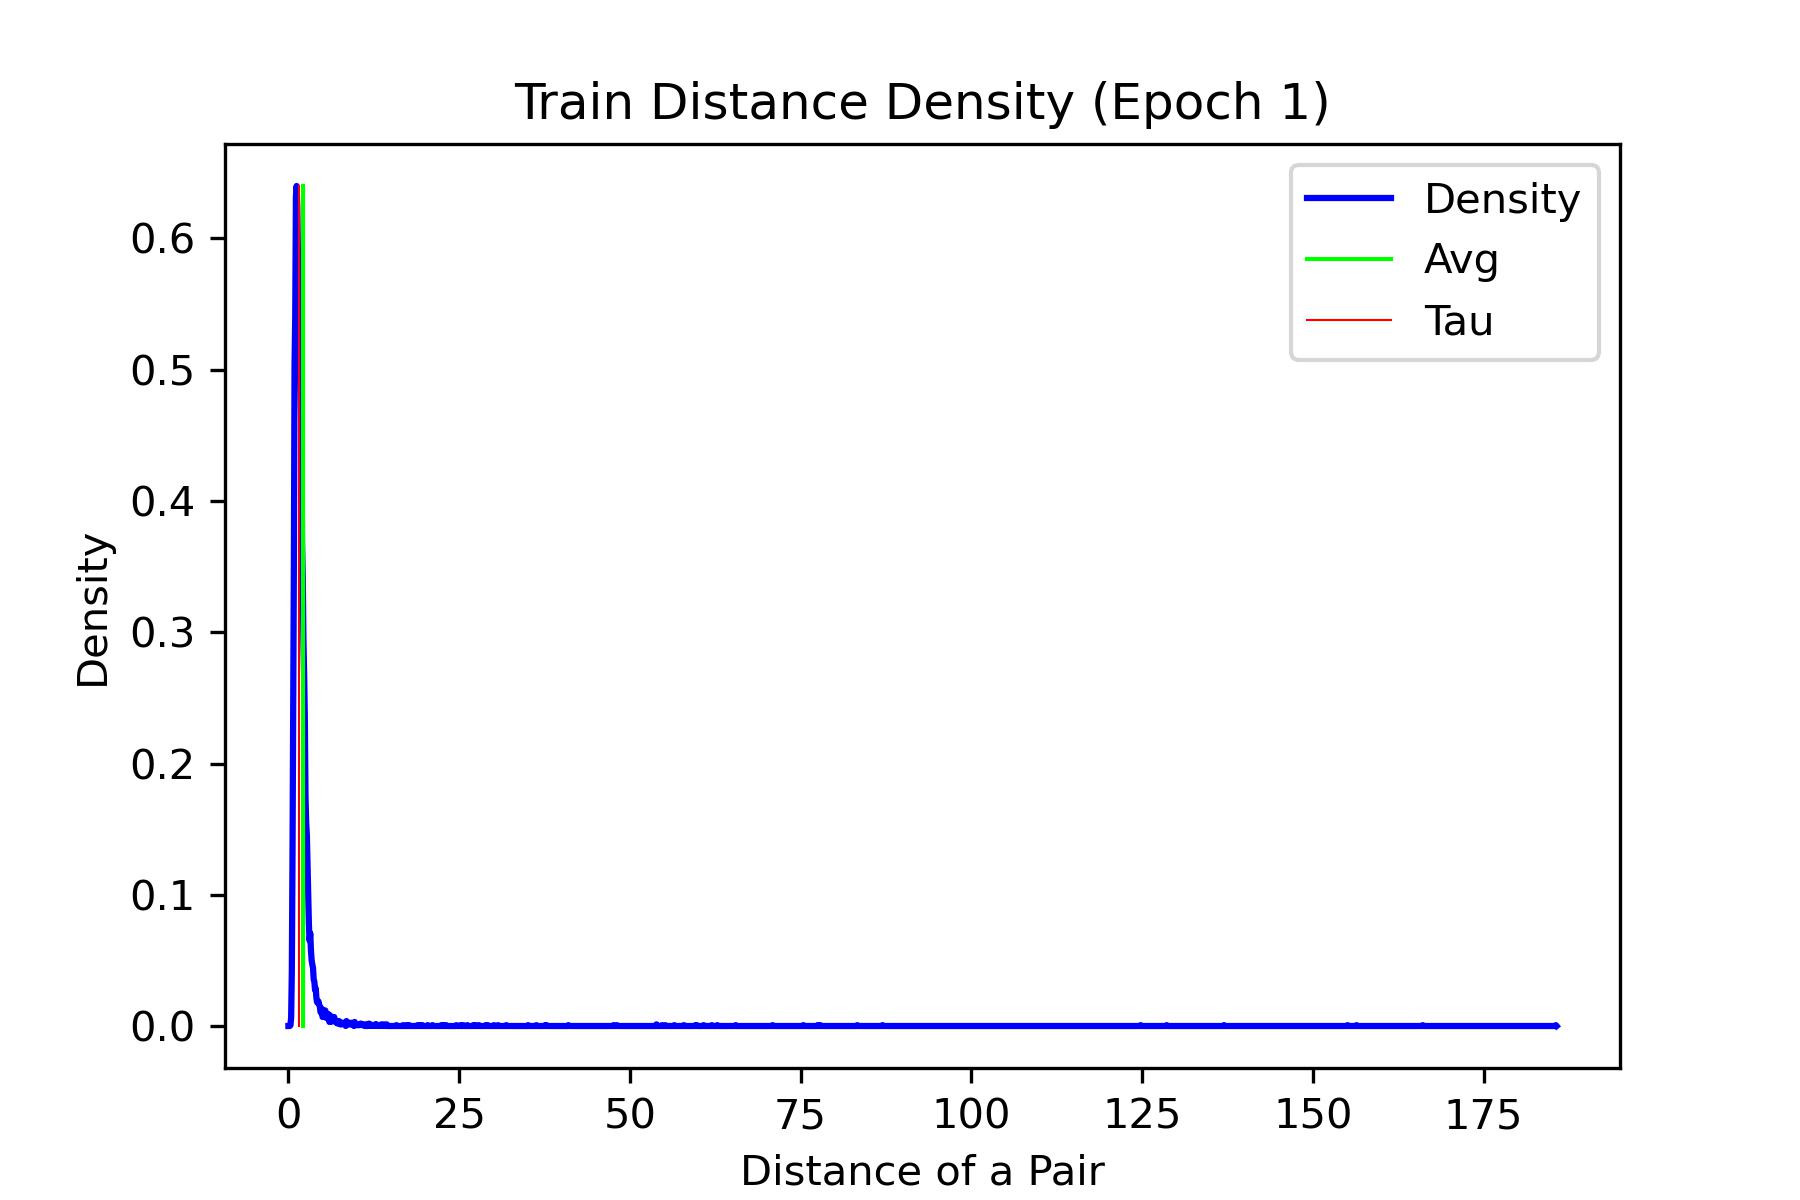 Train Distance Density (Epoch 1)
Density
Avg
Tau
0.6
0.5
0.4
0.3
0.2
0.1
0.0
Density
0 25 50 75 100 125 150 175
Distance of a Pair